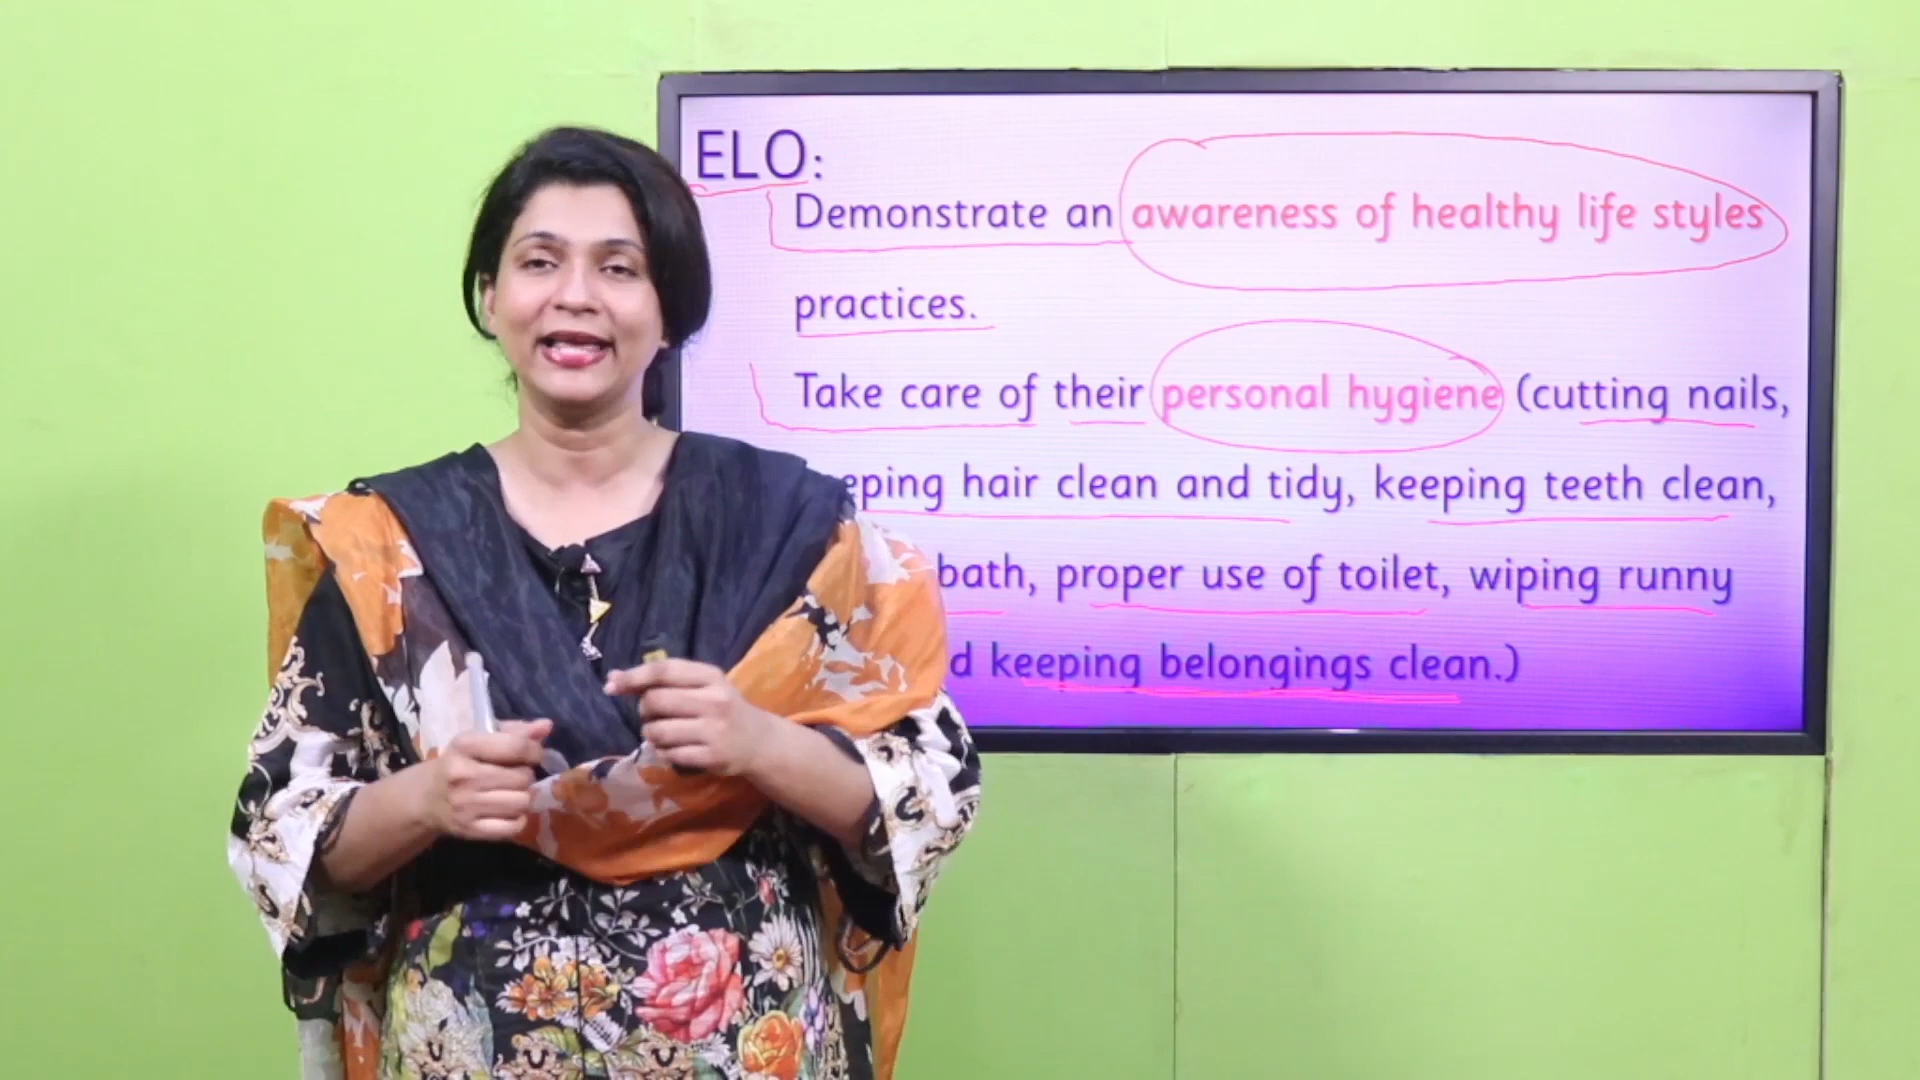 ELO:
Demonstrate an awareness of healthy life styles
practices.
Take care of their personal hygiene (cutting nails,
hair clean and tidy, keeping teeth clean,
bath, proper use of toilet, wiping runny
keeping belongings clean.)